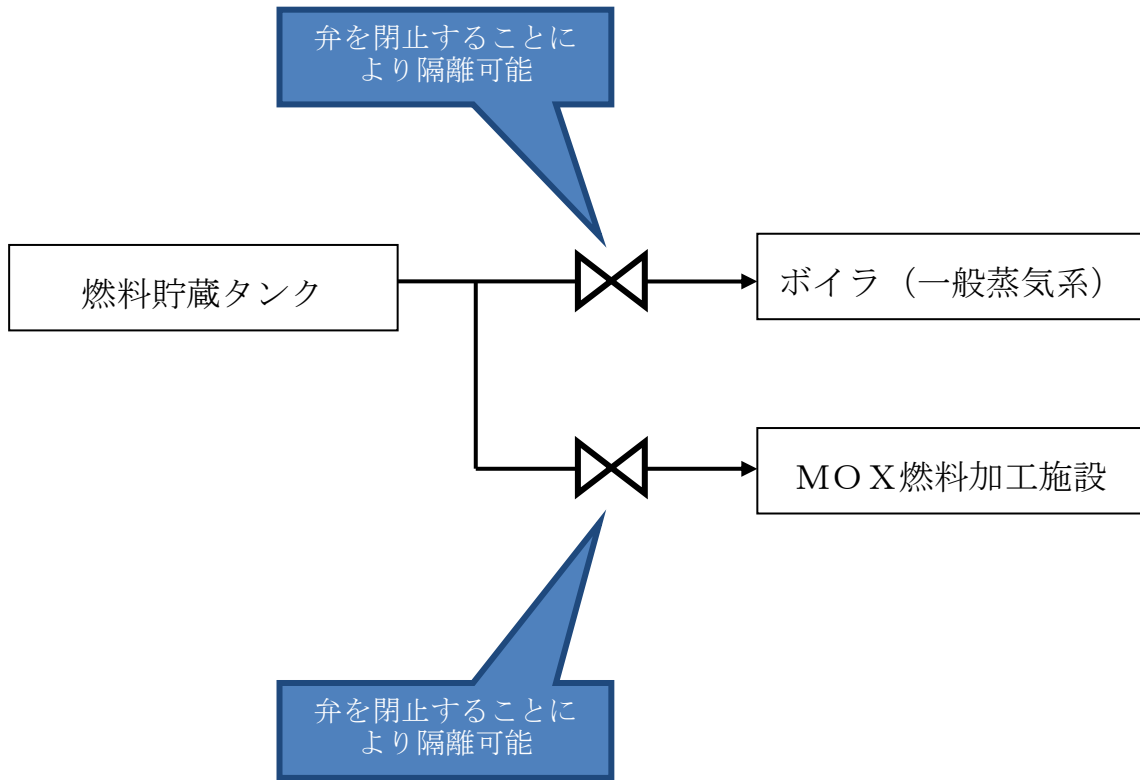 弁を閉止することに
より隔離可能
燃料貯蔵タンク
ボイラ（一般蒸気系）
ＭＯＸ燃料加工施設
弁を閉止することに
より隔離可能